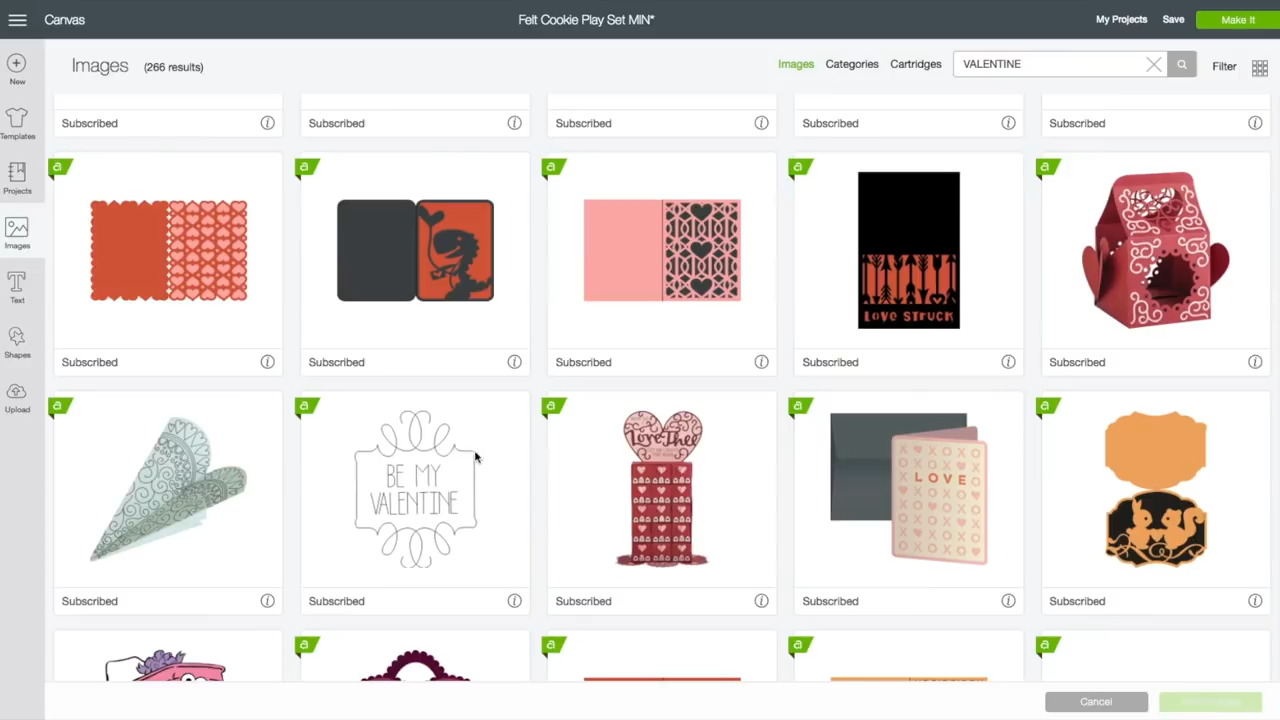 Canvas
Felt Cookie Play Set MIN*
My Projects
Save
Make It
New
Templates
Projects
Images
Text
Shapes
Upload
Images
(266 results)
Images
Categories
Cartridges
VALENTINE
Filter
Subscribed
Subscribed
Subscribed
Subscribed
Subscribed
a
a
a
a
a
LOVE STRUCK
Subscribed
Subscribed
Subscribed
Subscribed
Subscribed
a
a
a
a
a
BE MY
VALENTINE
Love Thee
XOXO
LOVE
Subscribed
Subscribed
Subscribed
Subscribed
Subscribed
a
a
a
a
Cancel